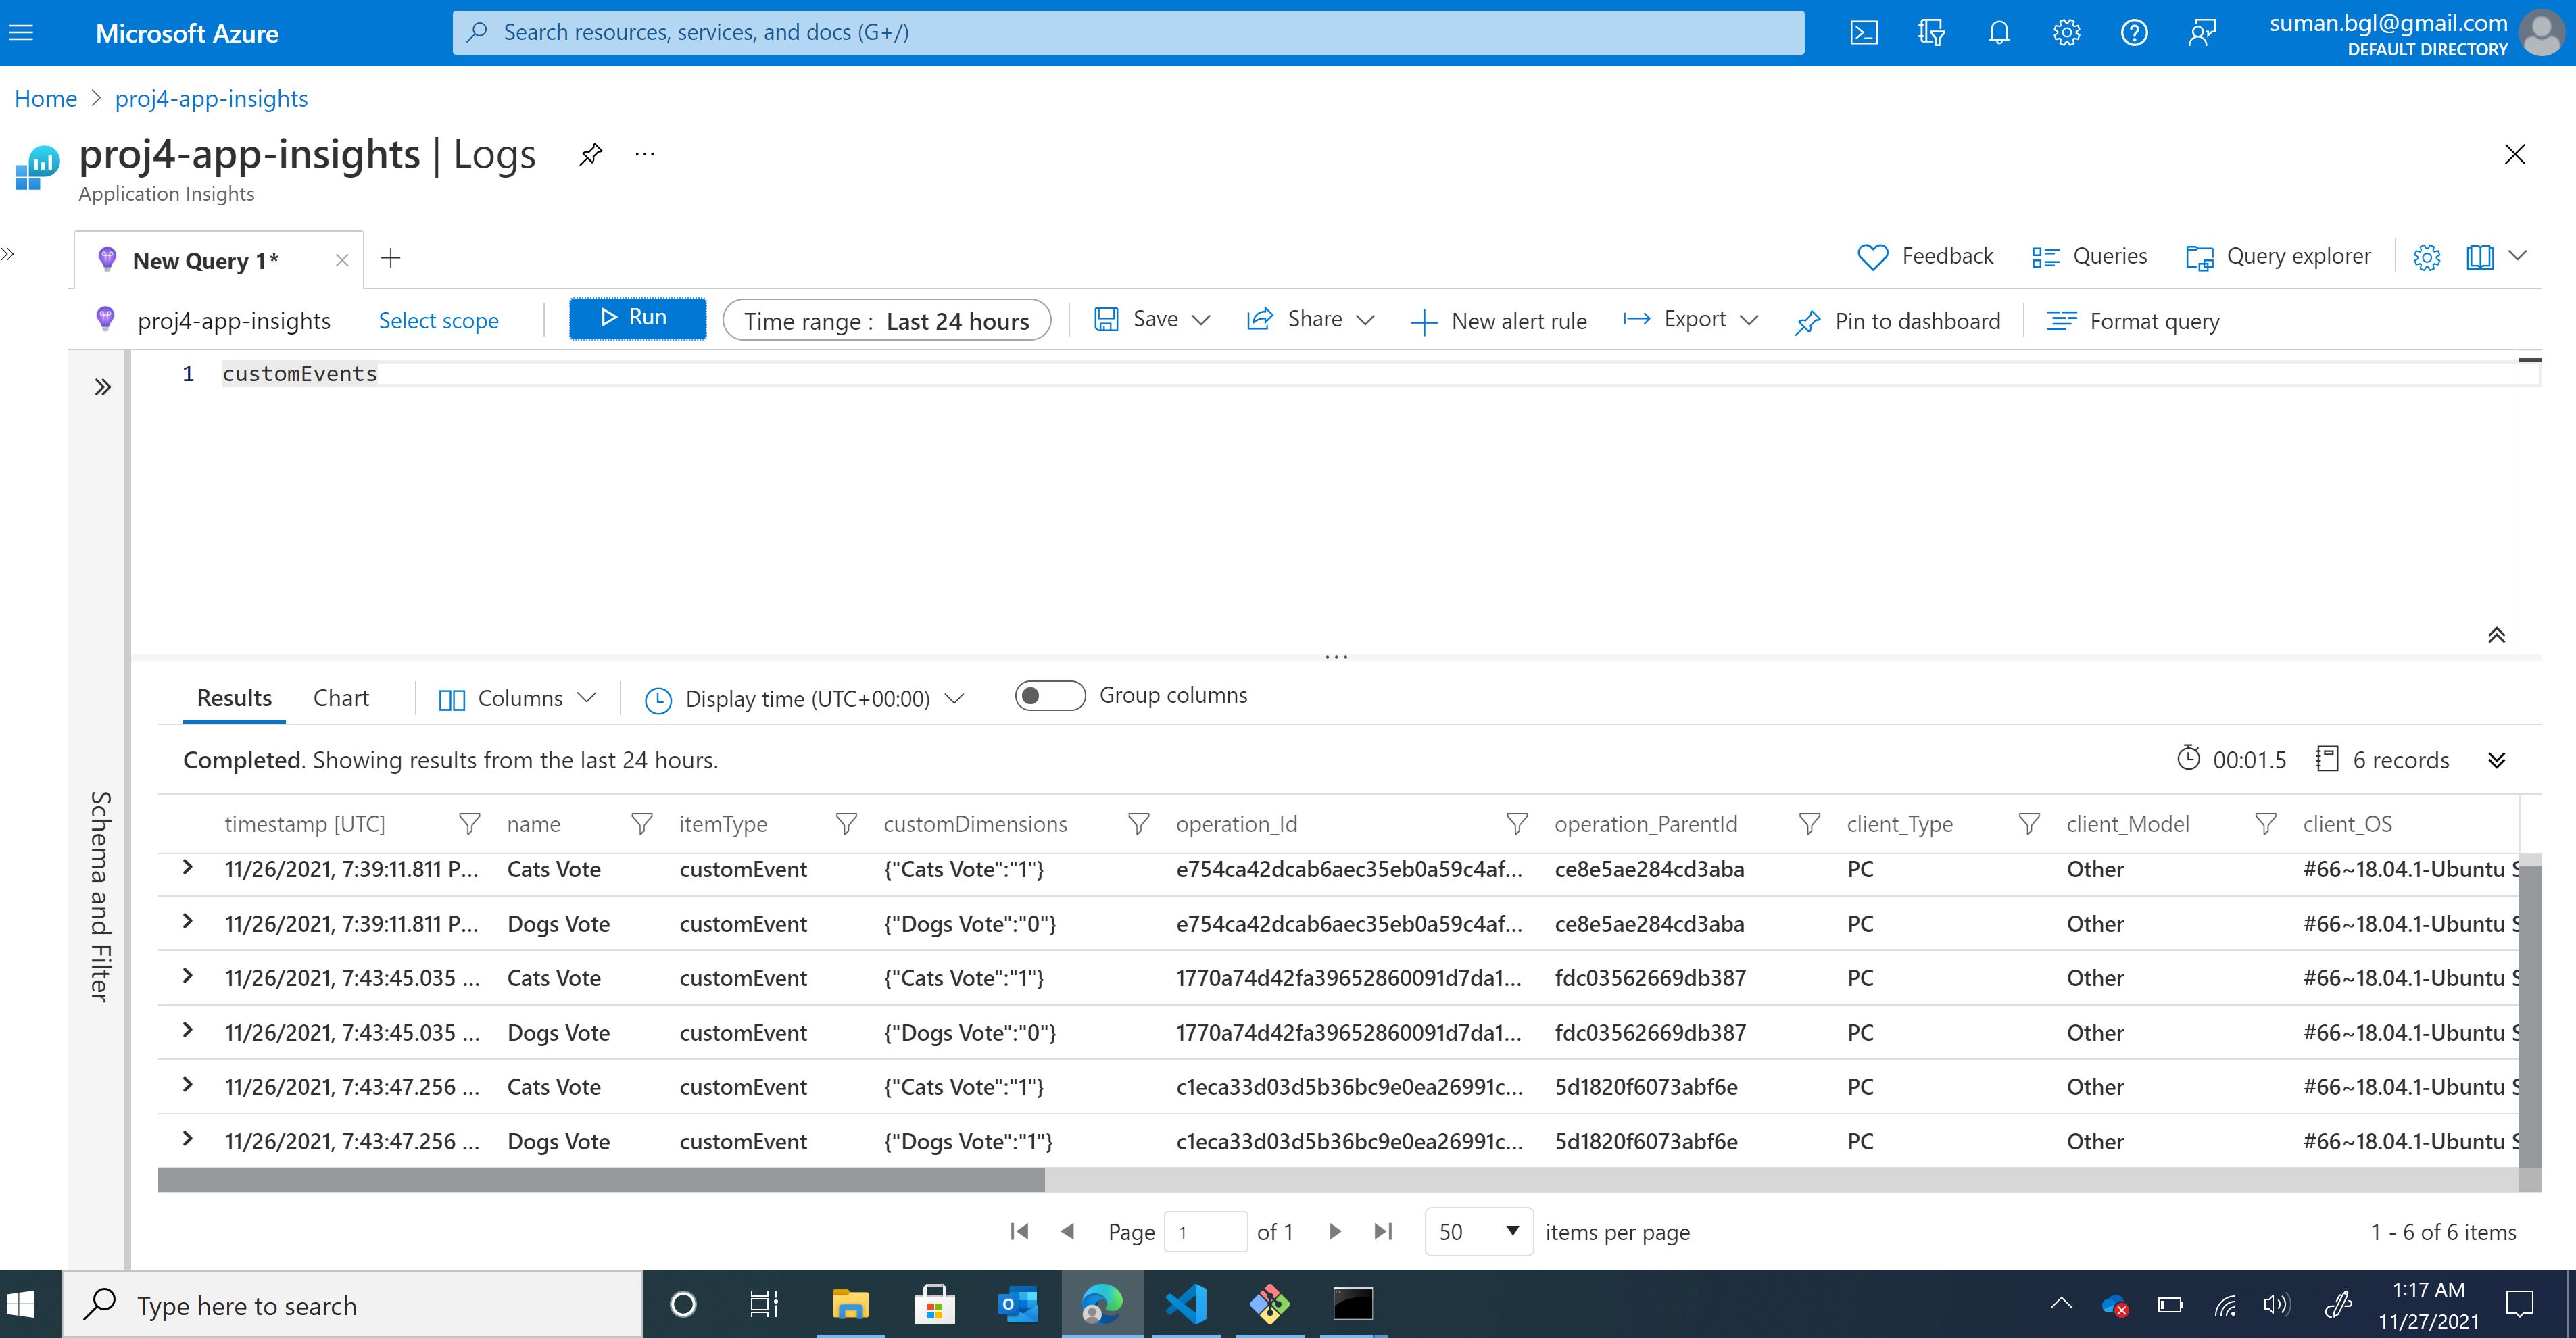 Microsoft Azure
Search resources, services, and docs (G+/)
suman.bgl@gmail.com
DEFAULT DIRECTORY
Home > proj4-app-insights
proj4-app-insights | Logs
Application Insights
New Query 1*
Feedback Queries Query explorer
proj4-app-insights Select scope Run Time range : Last 24 hours Save Share New alert rule Export Pin to dashboard Format query
1 customEvents
Schema and Filter
Results Chart Columns Display time (UTC+00:00) Group columns
Completed. Showing results from the last 24 hours. 00:01.5 6 records
timestamp [UTC] name itemType customDimensions operation_Id operation_ParentId client_Type client_Model client_OS
11/26/2021, 7:39:11.811 P... Cats Vote customEvent {"Cats Vote":"1"} e754ca42dcab6aec35eb0a59c4af... ce8e5ae284cd3aba PC Other #66~18.04.1-Ubuntu S
11/26/2021, 7:39:11.811 P... Dogs Vote customEvent {"Dogs Vote":"0"} e754ca42dcab6aec35eb0a59c4af... ce8e5ae284cd3aba PC Other #66~18.04.1-Ubuntu S
11/26/2021, 7:43:45.035 ... Cats Vote customEvent {"Cats Vote":"1"} 1770a74d42fa39652860091d7da1... fdc03562669db387 PC Other #66~18.04.1-Ubuntu S
11/26/2021, 7:43:45.035 ... Dogs Vote customEvent {"Dogs Vote":"0"} 1770a74d42fa39652860091d7da1... fdc03562669db387 PC Other #66~18.04.1-Ubuntu S
11/26/2021, 7:43:47.256 ... Cats Vote customEvent {"Cats Vote":"1"} c1eca33d03d5b36bc9e0ea26991c... 5d1820f6073abf6e PC Other #66~18.04.1-Ubuntu S
11/26/2021, 7:43:47.256 ... Dogs Vote customEvent {"Dogs Vote":"1"} c1eca33d03d5b36bc9e0ea26991c... 5d1820f6073abf6e PC Other #66~18.04.1-Ubuntu S
Page 1 of 1 50 items per page 1 - 6 of 6 items
Type here to search
1:17 AM
11/27/2021